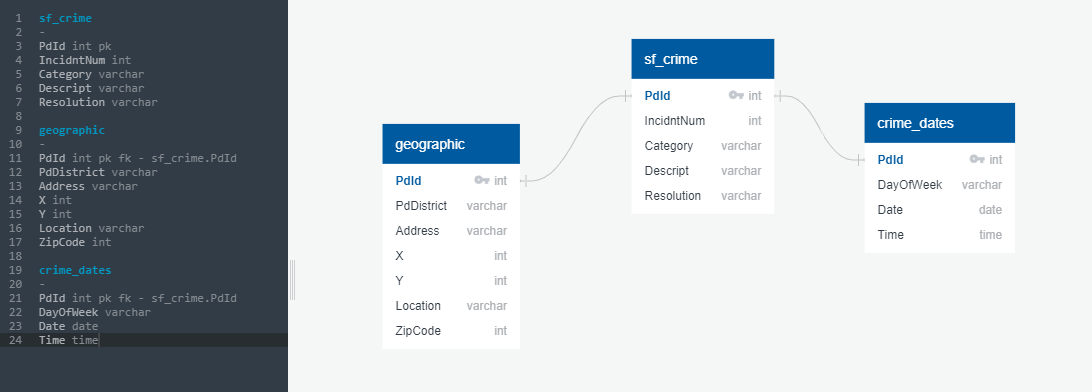 1 sf_crime
2 -
3 PdId int pk
4 IncidntNum int
5 Category varchar
6 Descript varchar
7 Resolution varchar
8
9 geographic
10 -
11 PdId int pk fk - sf_crime.PdId
12 PdDistrict varchar
13 Address varchar
14 X int
15 Y int
16 Location varchar
17 ZipCode int
18
19 crime_dates
20 -
21 PdId int pk fk - sf_crime.PdId
22 DayOfWeek varchar
23 Date date
24 Time time
geographic
PdId int
PdDistrict varchar
Address varchar
X int
Y int
Location varchar
ZipCode int
sf_crime
PdId int
IncidntNum int
Category varchar
Descript varchar
Resolution varchar
crime_dates
PdId int
DayOfWeek varchar
Date date
Time time